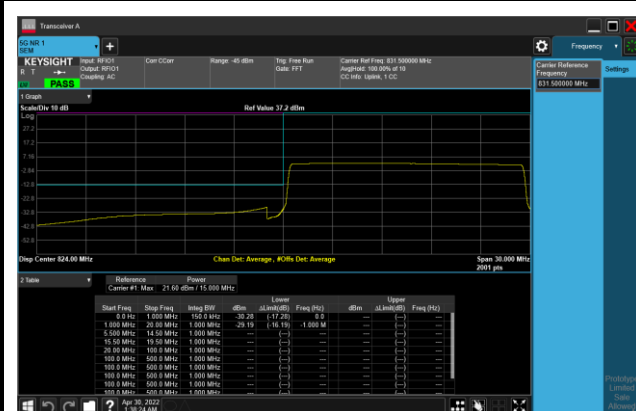 Transceiver A
5G NR 1
SEM
Frequency
KEYSIGHT
R T
PASS
Input: RFIO1
Output: RFIO1
Coupling: AC
Corr CCorr
Range: -45 dBm
Trig: Free Run
Gate: FFT
Carrier Ref Freq: 831.500000 MHz
Avg|Hold: 100.00% of 10
CC Info: Uplink, 1 CC
Carrier Reference
Frequency
831.500000 MHz
Settings
1 Graph
Scale/Div 10 dB
Ref Value 37.2 dBm
Log
27.2
17.2
7.16
-2.84
-12.8
-22.8
-32.8
-42.8
-52.8
Disp Center 824.00 MHz
Chan Det: Average, #Offs Det: Average
Span 30.000 MHz
2001 pts
2 Table
Reference Power
Carrier #1 Max 21.60 dBm / 15.000 MHz
Lower Upper
Start Freq Stop Freq Integ BW dBm ΔLimit(dB) Freq (Hz) dBm ΔLimit(dB) Freq (Hz)
0.0 Hz 1.000 MHz 150.0 kHz -30.28 (-17.28) 0.0 --- (---) ---
1.000 MHz 20.00 MHz 1.000 MHz -29.19 (-16.19) -1.000 M --- (---) ---
5.500 MHz 14.50 MHz 1.000 MHz --- (---) --- --- (---) ---
15.50 MHz 19.50 MHz 1.000 MHz --- (---) --- --- (---) ---
20.00 MHz 100.0 MHz 1.000 MHz --- (---) --- --- (---) ---
100.0 MHz 500.0 MHz 1.000 MHz --- (---) --- --- (---) ---
100.0 MHz 500.0 MHz 1.000 MHz --- (---) --- --- (---) ---
100.0 MHz 500.0 MHz 1.000 MHz --- (---) --- --- (---) ---
100.0 MHz 500.0 MHz 1.000 MHz --- (---) --- --- (---) ---
Prototype
Limited
Sale
Allowed
Apr 30, 2022
1:38:24 AM